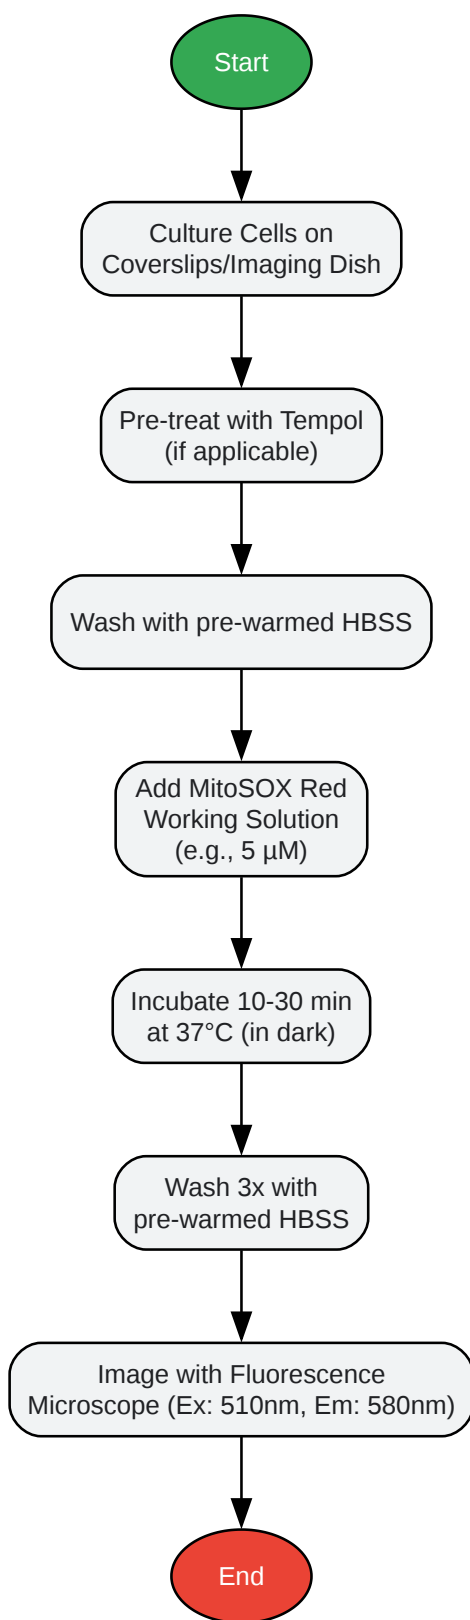 Start
Culture Cells on
Coverslips/Imaging Dish
Pre-treat with Tempol
(if applicable)
Wash with pre-warmed HBSS
Add MitoSOX Red
Working Solution
(e.g., 5 µM)
Incubate 10-30 min
at 37°C (in dark)
Wash 3x with
pre-warmed HBSS
Image with Fluorescence
Microscope (Ex: 510nm, Em: 580nm)
End